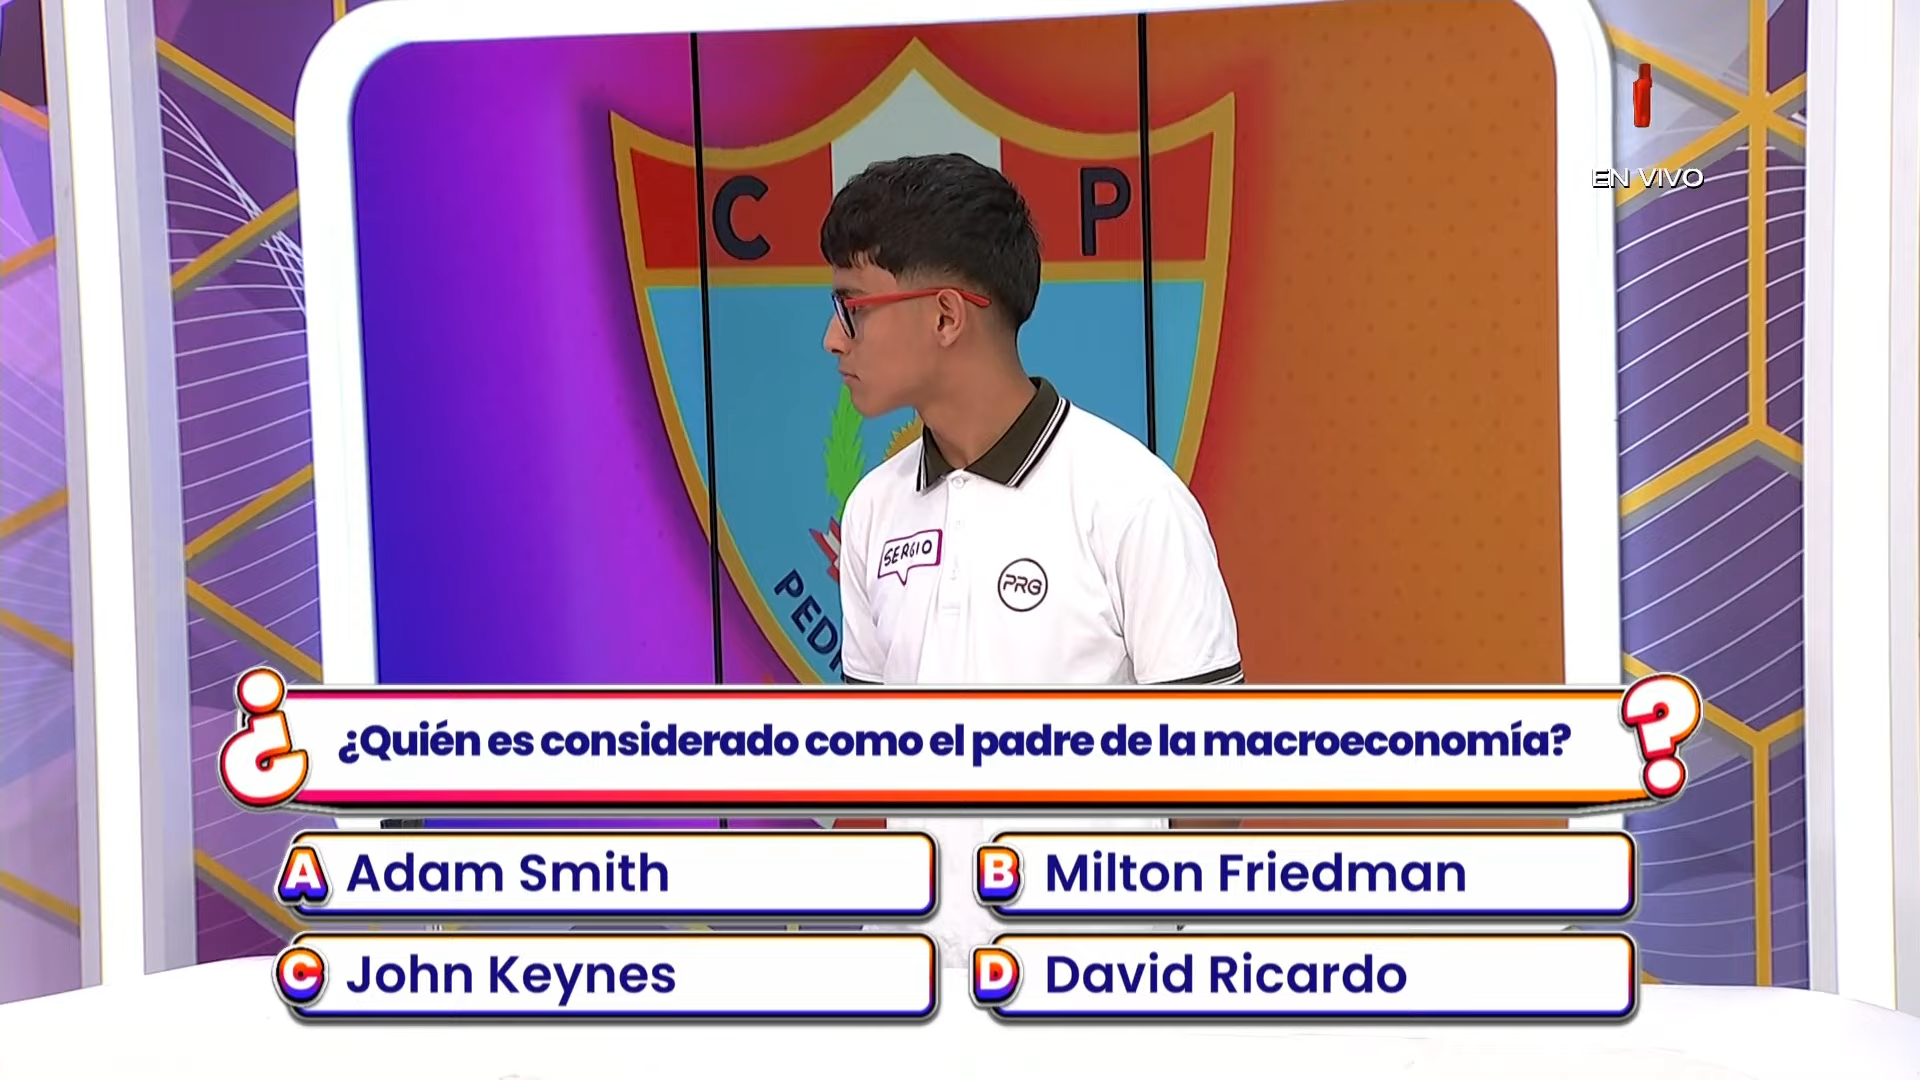 C P
EN VIVO
SERGIO
PRG
¿Quién es considerado como el padre de la macroeconomía?
A Adam Smith
B Milton Friedman
C John Keynes
D David Ricardo